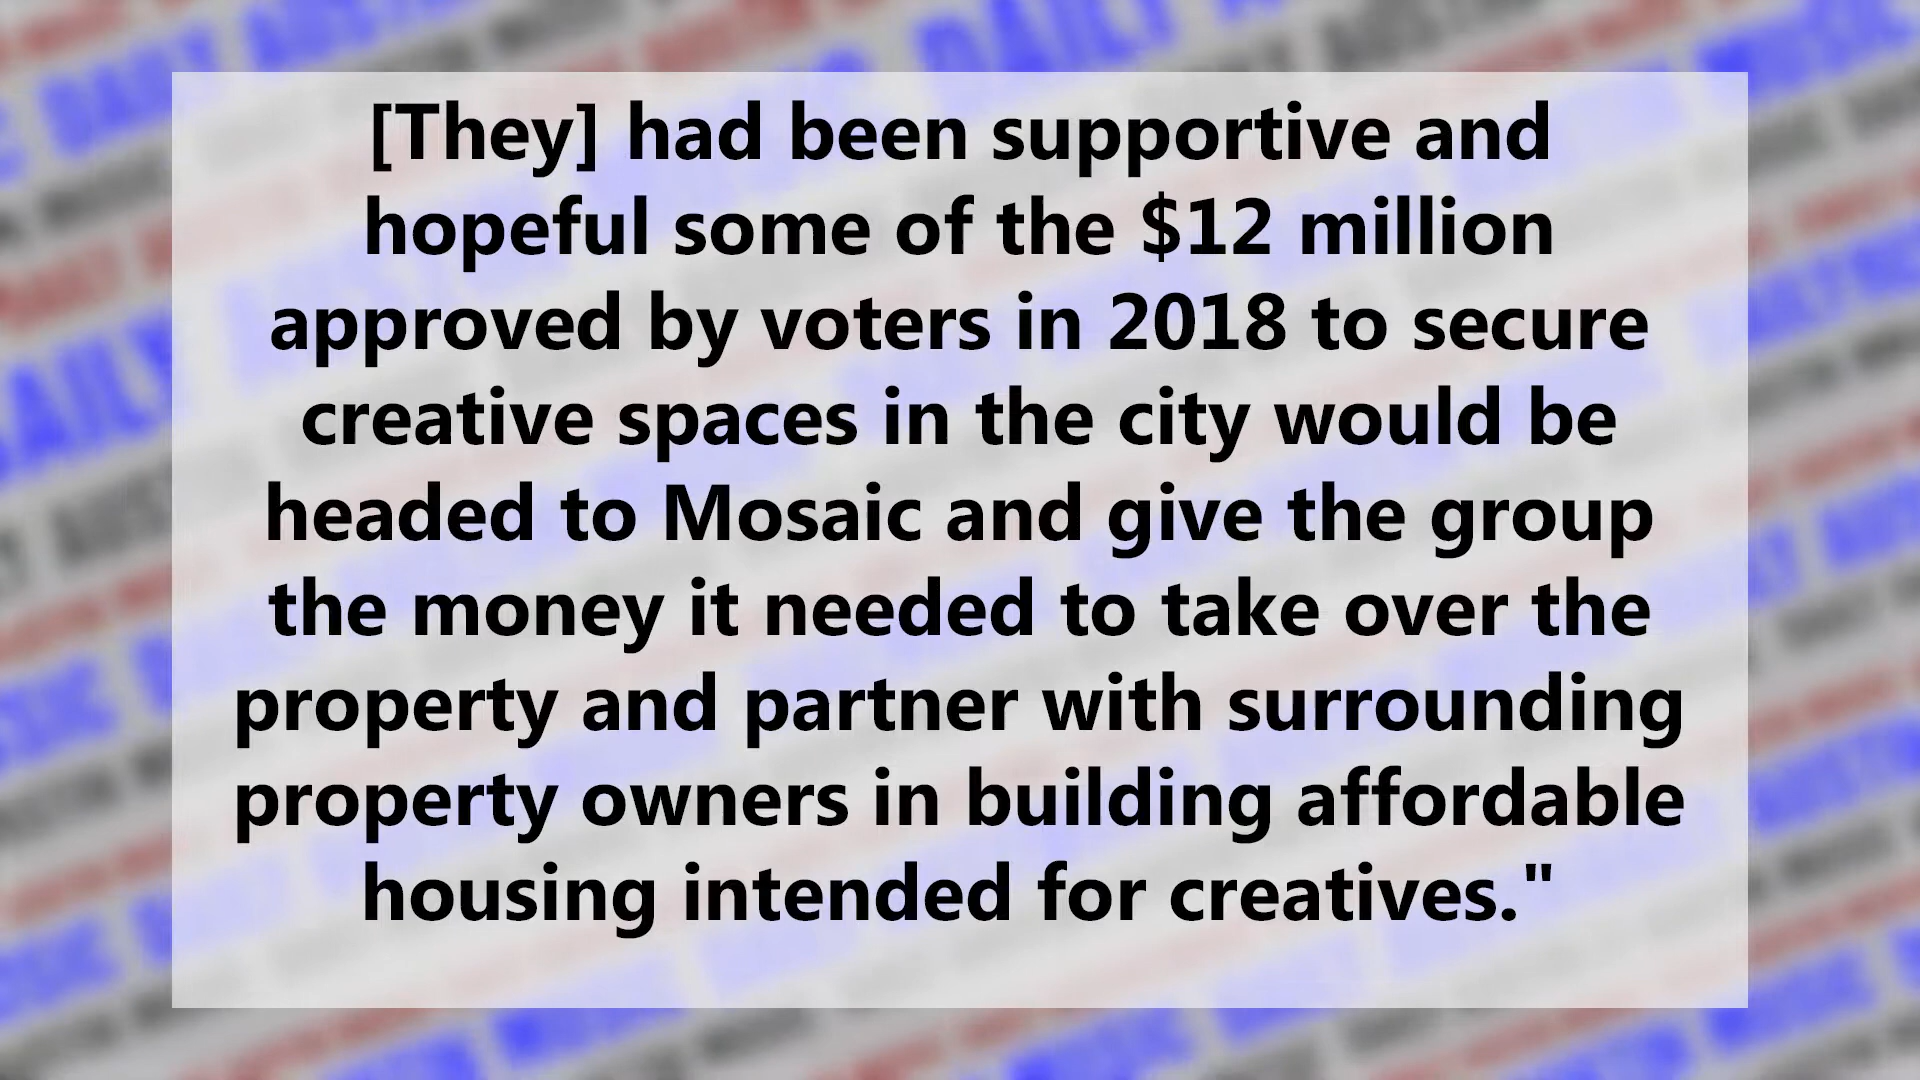 [They] had been supportive and
hopeful some of the $12 million
approved by voters in 2018 to secure
creative spaces in the city would be
headed to Mosaic and give the group
the money it needed to take over the
property and partner with surrounding
property owners in building affordable
housing intended for creatives."